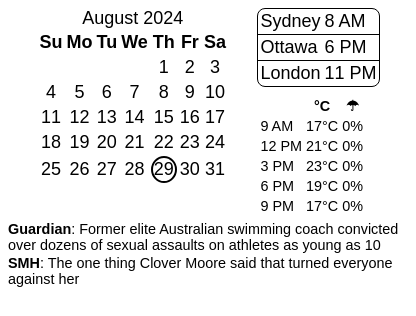 August 2024
Su Mo Tu We Th Fr Sa
1 2 3
4 5 6 7 8 9 10
11 12 13 14 15 16 17
18 19 20 21 22 23 24
25 26 27 28 29 30 31
Sydney 8 AM
Ottawa 6 PM
London 11 PM
°C ☂
9 AM 17°C 0%
12 PM 21°C 0%
3 PM 23°C 0%
6 PM 19°C 0%
9 PM 17°C 0%
Guardian: Former elite Australian swimming coach convicted
over dozens of sexual assaults on athletes as young as 10
SMH: The one thing Clover Moore said that turned everyone
against her